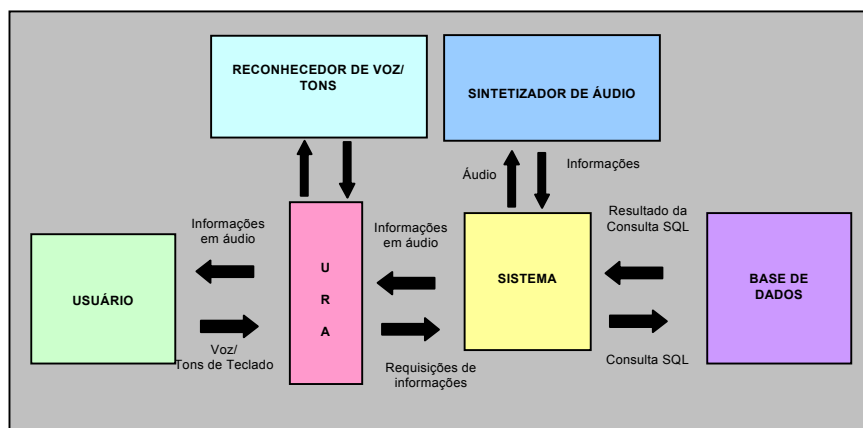 RECONHECEDOR DE VOZ/
TONS
SINTETIZADOR DE ÁUDIO
Áudio
Informações
Informações
em áudio
Informações
em áudio
Resultado da
Consulta SQL
USUÁRIO
U
R
A
SISTEMA
BASE DE
DADOS
Voz/
Tons de Teclado
Requisições de
informações
Consulta SQL